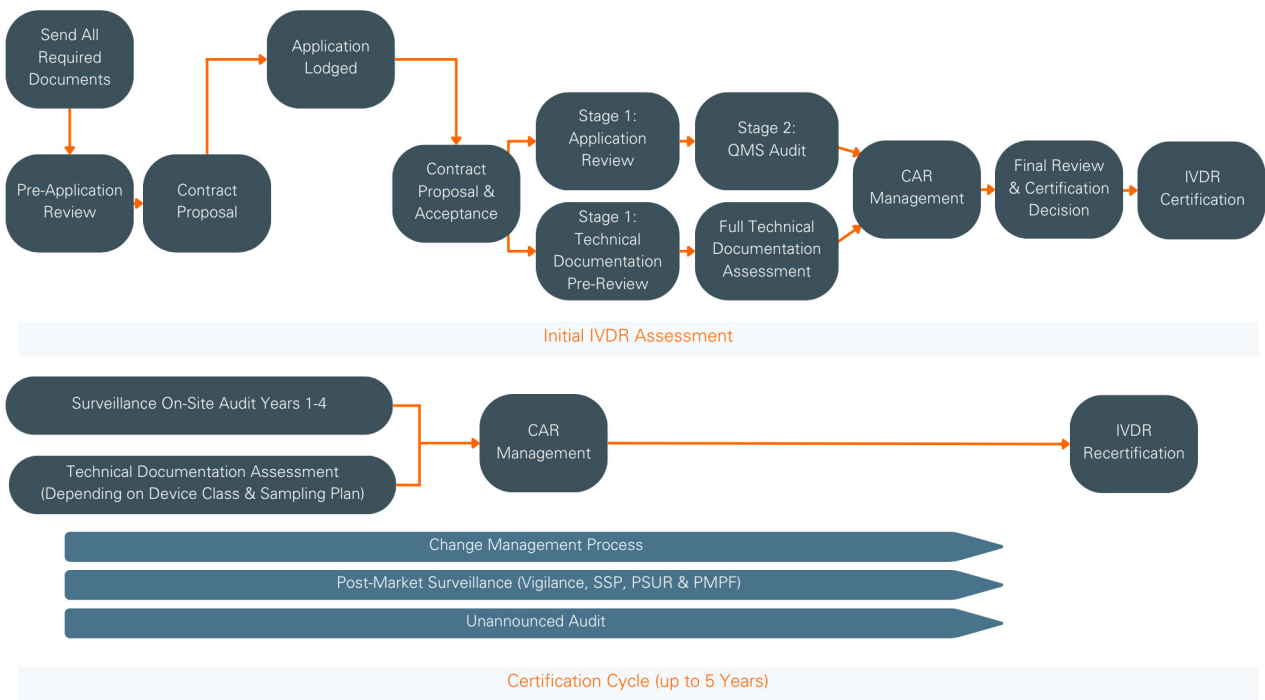 Send All
Required
Documents
Pre-Application
Review
Contract
Proposal
Application
Lodged
Contract
Proposal &
Acceptance
Stage 1:
Application
Review
Stage 2:
QMS Audit
Stage 1:
Technical
Documentation
Pre-Review
Full Technical
Documentation
Assessment
CAR
Management
Final Review
& Certification
Decision
IVDR
Certification
Initial IVDR Assessment
Surveillance On-Site Audit Years 1-4
Technical Documentation Assessment
(Depending on Device Class & Sampling Plan)
CAR
Management
IVDR
Recertification
Change Management Process
Post-Market Surveillance (Vigilance, SSP, PSUR & PMPF)
Unannounced Audit
Certification Cycle (up to 5 Years)